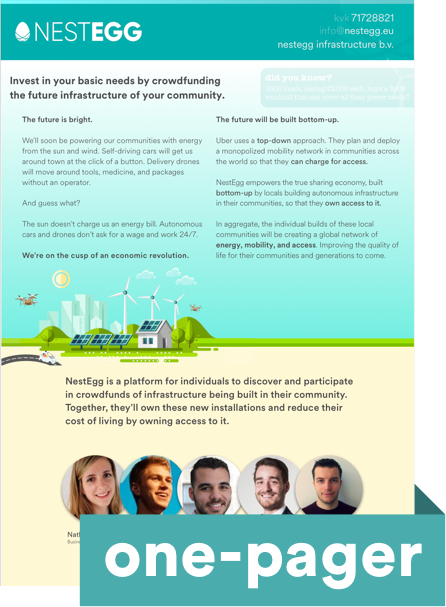 NESTEGG
kvk 71728821
info@nestegg.eu
nestegg infrastructure b.v.
Invest in your basic needs by crowdfunding
the future infrastructure of your community.
did you know?
The future is bright.
We'll soon be powering our communities with energy
from the sun and wind. Self-driving cars will get us
around town at the click of a button. Delivery drones
will move around tools, medicine, and packages
without an operator.
And guess what?
The sun doesn't charge us an energy bill. Autonomous
cars and drones don't ask for a wage and work 24/7.
We're on the cusp of an economic revolution.
The future will be built bottom-up.
Uber uses a top-down approach. They plan and deploy
a monopolized mobility network in communities across
the world so that they can charge for access.
NestEgg empowers the true sharing economy, built
bottom-up by locals building autonomous infrastructure
in their communities, so that they own access to it.
In aggregate, the individual builds of these local
communities will be creating a global network of
energy, mobility, and access. Improving the quality of
life for their communities and generations to come.
NestEgg is a platform for individuals to discover and participate
in crowdfunds of infrastructure being built in their community.
Together, they'll own these new installations and reduce their
cost of living by owning access to it.
one-pager